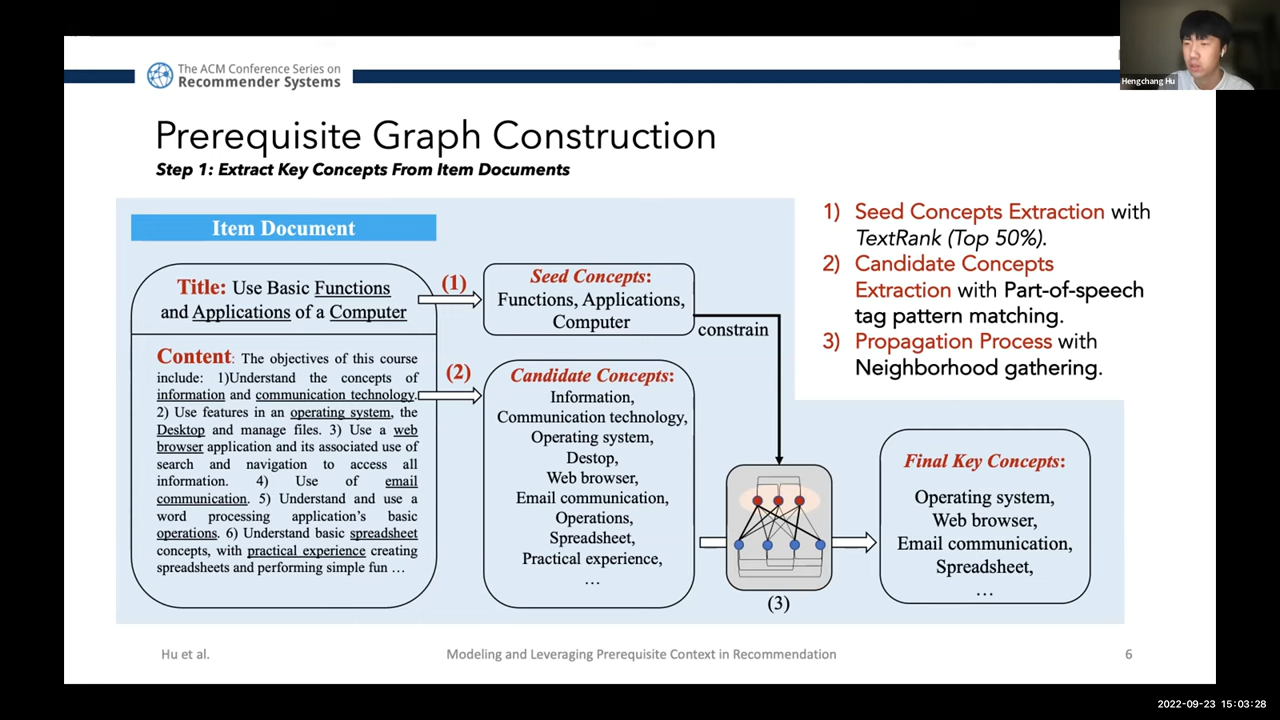 Hengchang Hu
The ACM Conference Series on
Recommender Systems
Prerequisite Graph Construction
Step 1: Extract Key Concepts From Item Documents
Item Document
Title: Use Basic Functions
and Applications of a Computer
Content: The objectives of this course
include: 1)Understand the concepts of
information and communication technology.
2) Use features in an operating system, the
Desktop and manage files. 3) Use a web
browser application and its associated use of
search and navigation to access all
information. 4) Use of email
communication. 5) Understand and use a
word processing application's basic
operations. 6) Understand basic spreadsheet
concepts, with practical experience creating
spreadsheets and performing simple fun ...
(1)
Seed Concepts:
Functions, Applications,
Computer
constrain
(2)
Candidate Concepts:
Information,
Communication technology,
Operating system,
Destop,
Web browser,
Email communication,
Operations,
Spreadsheet,
Practical experience,
...
(3)
Final Key Concepts:
Operating system,
Web browser,
Email communication,
Spreadsheet,
...
1) Seed Concepts Extraction with
TextRank (Top 50%).
2) Candidate Concepts
Extraction with Part-of-speech
tag pattern matching.
3) Propagation Process with
Neighborhood gathering.
Hu et al.
Modeling and Leveraging Prerequisite Context in Recommendation
6
2022-09-23 15:03:28